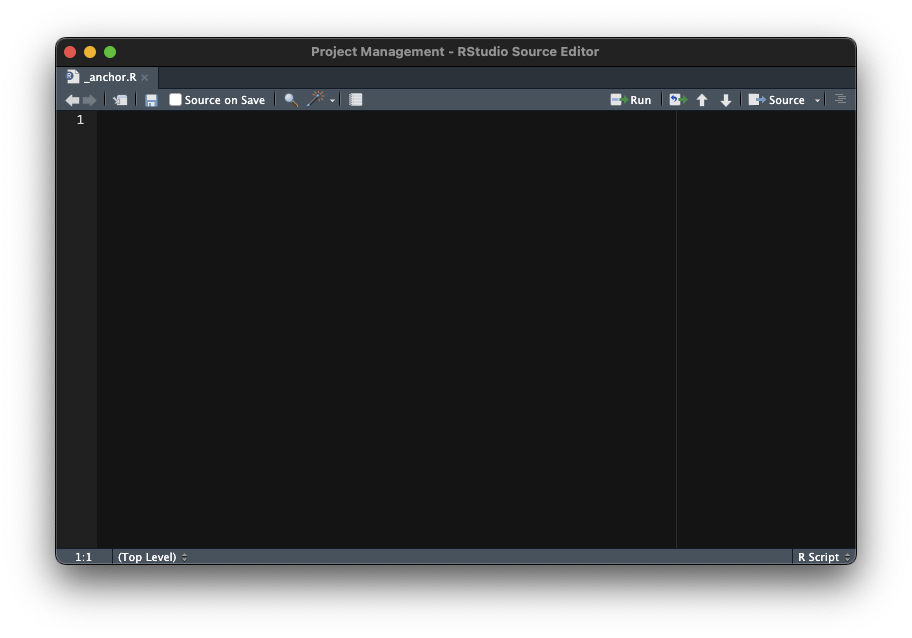 Project Management - RStudio Source Editor
_anchor.R
Source on Save Run Source
1
1:1 (Top Level) R Script